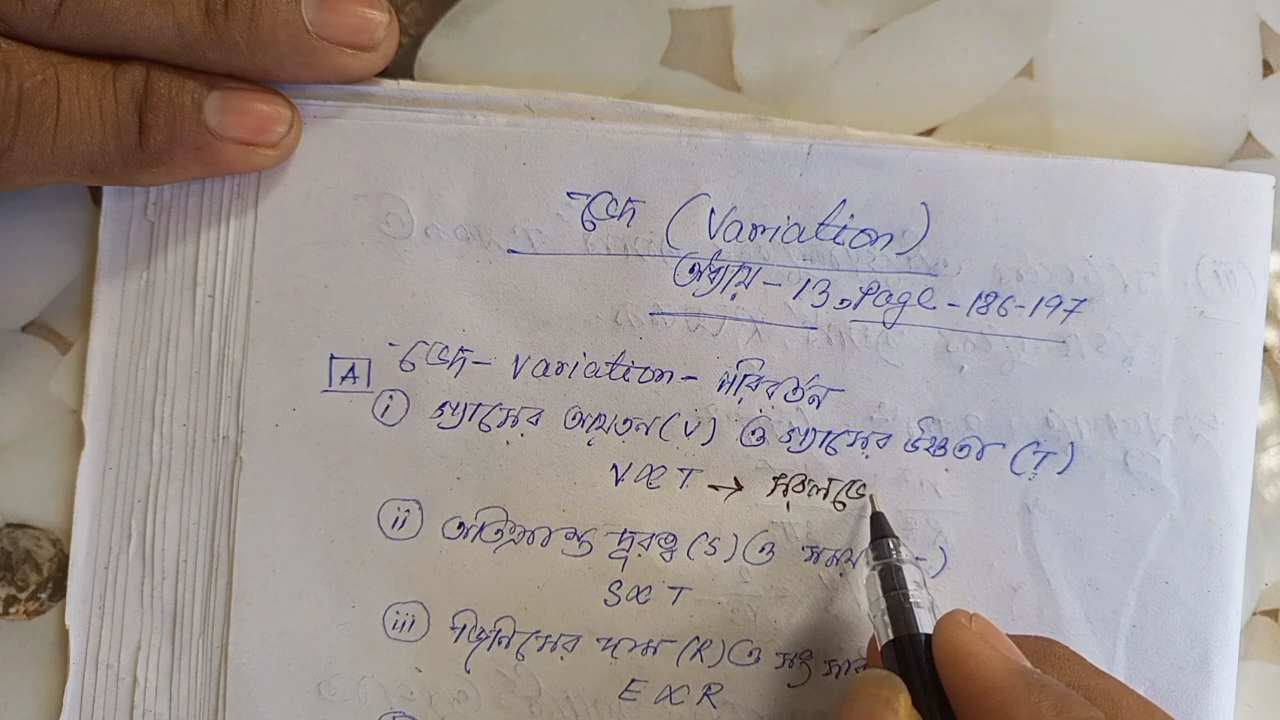 ভেদ (Variation)
অধ্যায় - 13, Page - 186-197
A ভেদ - Variation - পরিবর্তন
i গ্যাসের আয়তন (V) ও গ্যাসের উষ্ণতা (T)
V ∝ T → সরলভে
ii অতিক্রান্ত দূরত্ব (S) ও সময়
S ∝ T
iii জিনিসের দাম (R) ও
E ∝ R